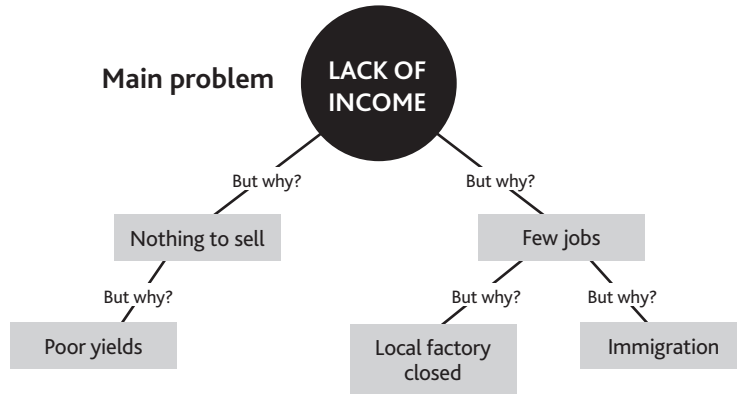 Main problem
LACK OF
INCOME
But why?
But why?
Nothing to sell
Few jobs
But why?
But why?
But why?
Poor yields
Local factory
closed
Immigration